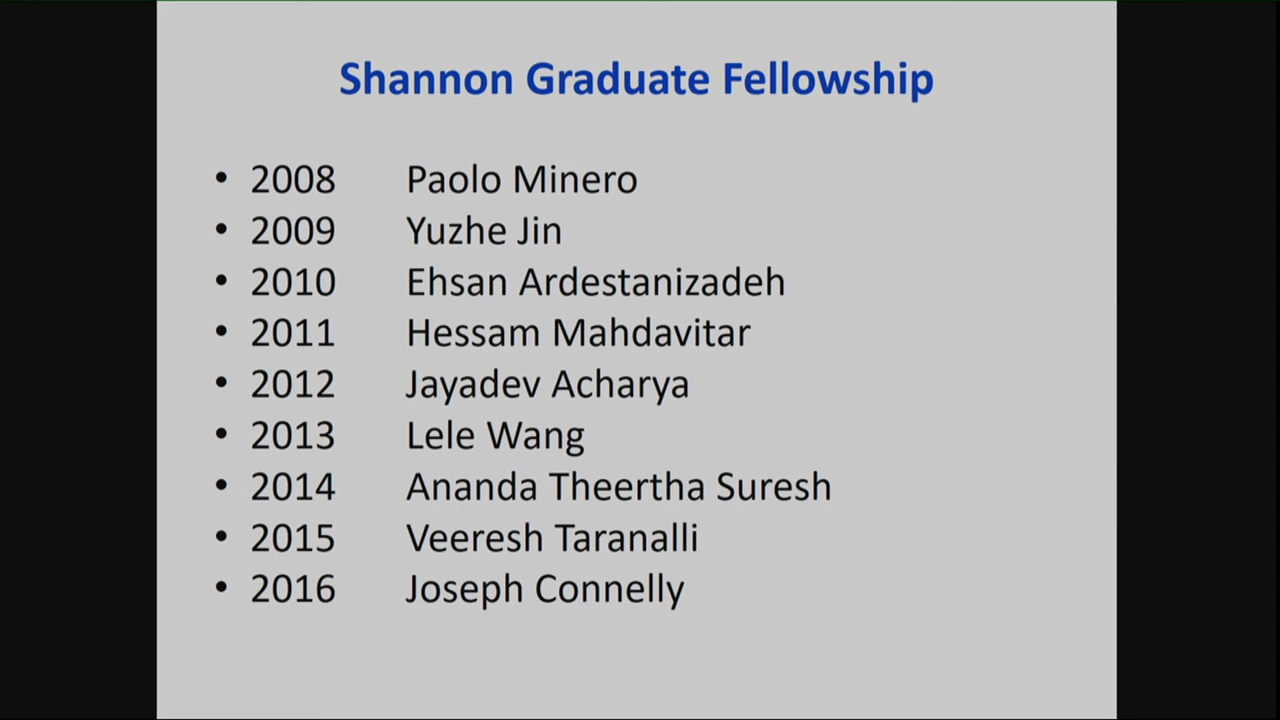 Shannon Graduate Fellowship
• 2008 Paolo Minero
• 2009 Yuzhe Jin
• 2010 Ehsan Ardestanizadeh
• 2011 Hessam Mahdavitar
• 2012 Jayadev Acharya
• 2013 Lele Wang
• 2014 Ananda Theertha Suresh
• 2015 Veeresh Taranalli
• 2016 Joseph Connelly